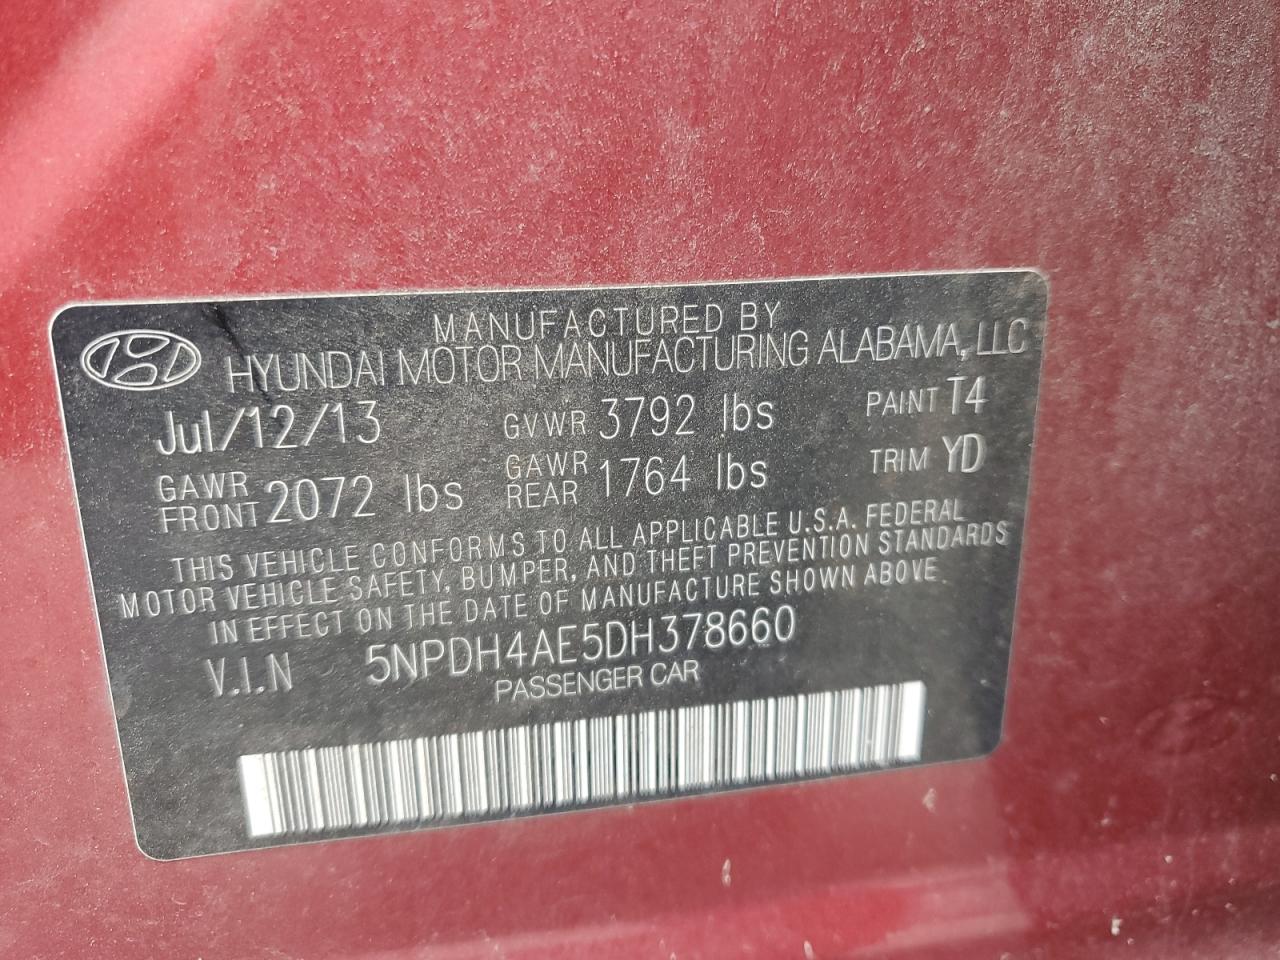 MANUFACTURED BY
HYUNDAI MOTOR MANUFACTURING ALABAMA, LLC
Jul/12/13 GVWR 3792 lbs PAINT T4
GAWR FRONT 2072 lbs GAWR REAR 1764 lbs TRIM YD
THIS VEHICLE CONFORMS TO ALL APPLICABLE U.S.A. FEDERAL
MOTOR VEHICLE SAFETY, BUMPER, AND THEFT PREVENTION STANDARDS
IN EFFECT ON THE DATE OF MANUFACTURE SHOWN ABOVE
V.I.N 5NPDH4AE5DH378660
PASSENGER CAR